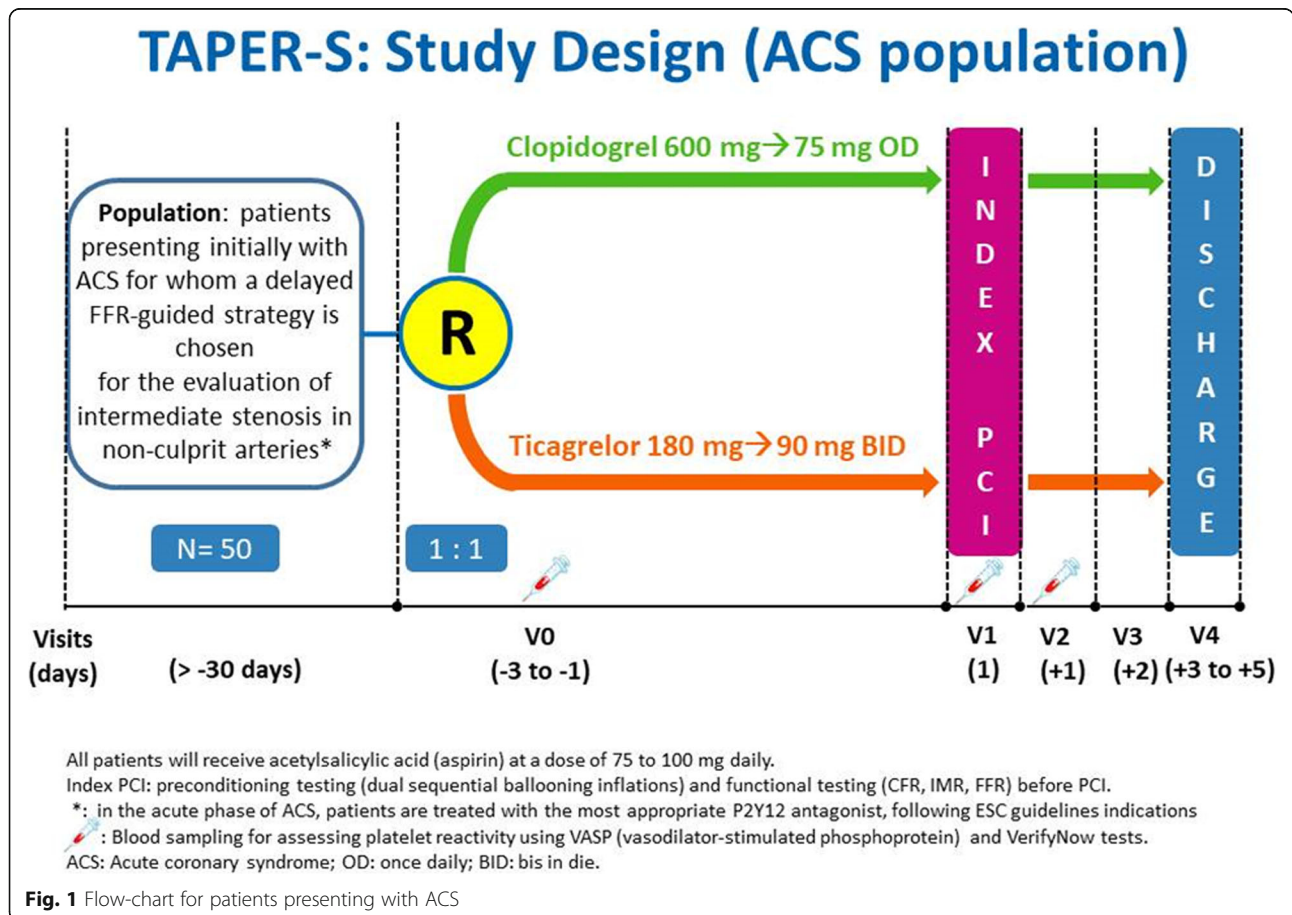 TAPER-S: Study Design (ACS population)
Clopidogrel 600 mg→75 mg OD
Population: patients
presenting initially with
ACS for whom a delayed
FFR-guided strategy is
chosen
for the evaluation of
intermediate stenosis in
non-culprit arteries*
R
Ticagrelor 180 mg→90 mg BID
I
N
D
E
X
P
C
I
D
I
S
C
H
A
R
G
E
N= 50
1 : 1
Visits
(days)
(> -30 days)
V0
(-3 to -1)
V1
(1)
V2
(+1)
V3
(+2)
V4
(+3 to +5)
All patients will receive acetylsalicylic acid (aspirin) at a dose of 75 to 100 mg daily.
Index PCI: preconditioning testing (dual sequential ballooning inflations) and functional testing (CFR, IMR, FFR) before PCI.
*: in the acute phase of ACS, patients are treated with the most appropriate P2Y12 antagonist, following ESC guidelines indications
: Blood sampling for assessing platelet reactivity using VASP (vasodilator-stimulated phosphoprotein) and VerifyNow tests.
ACS: Acute coronary syndrome; OD: once daily; BID: bis in die.
Fig. 1 Flow-chart for patients presenting with ACS